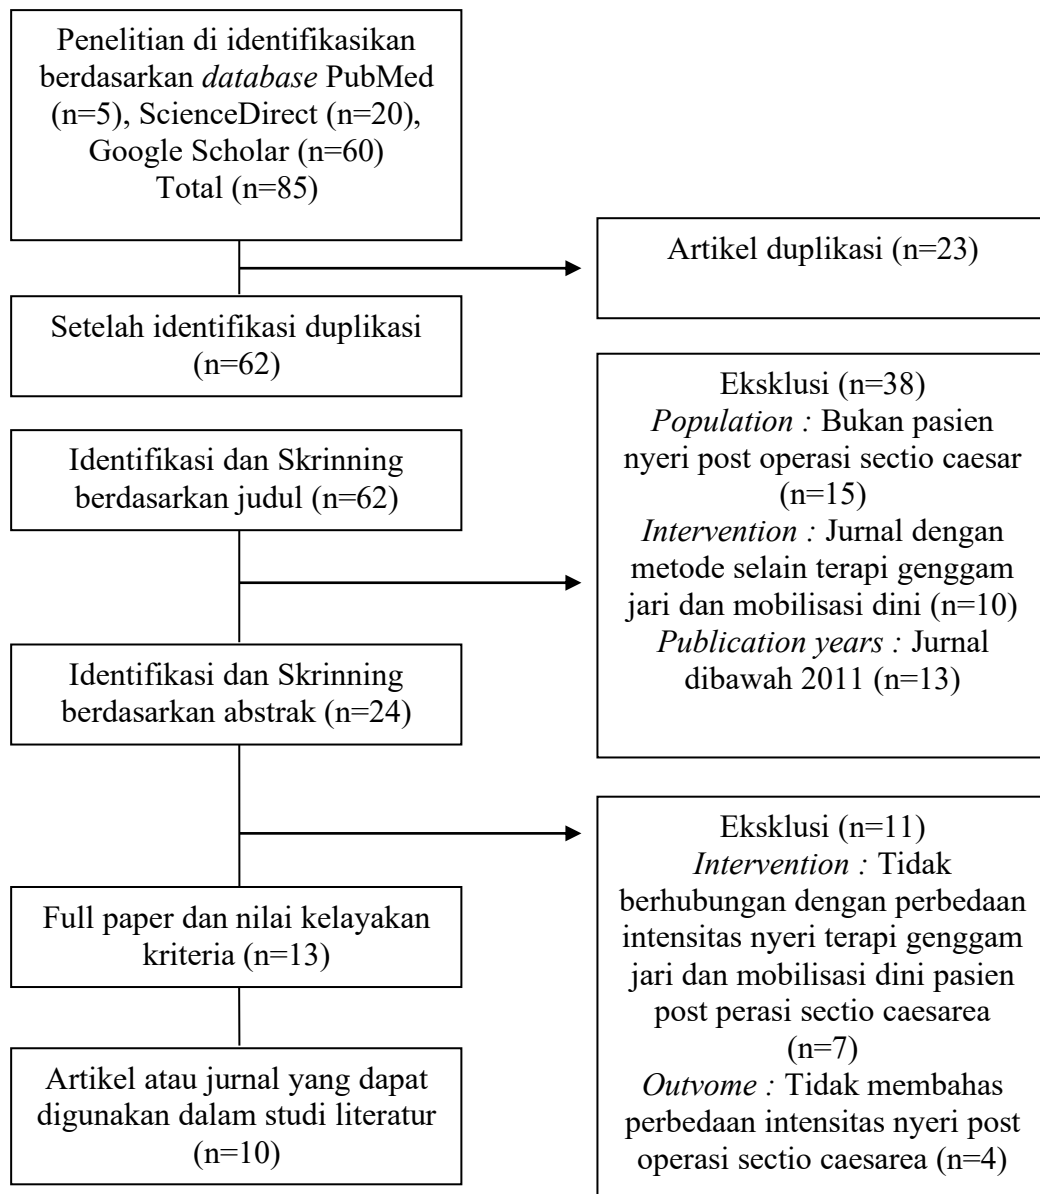 Penelitian di identifikasikan
berdasarkan database PubMed
(n=5), ScienceDirect (n=20),
Google Scholar (n=60)
Total (n=85)
Artikel duplikasi (n=23)
Setelah identifikasi duplikasi
(n=62)
Identifikasi dan Skrinning
berdasarkan judul (n=62)
Eksklusi (n=38)
Population : Bukan pasien
nyeri post operasi sectio caesar
(n=15)
Intervention : Jurnal dengan
metode selain terapi genggam
jari dan mobilisasi dini (n=10)
Publication years : Jurnal
dibawah 2011 (n=13)
Identifikasi dan Skrinning
berdasarkan abstrak (n=24)
Eksklusi (n=11)
Intervention : Tidak
berhubungan dengan perbedaan
intensitas nyeri terapi genggam
jari dan mobilisasi dini pasien
post perasi sectio caesarea
(n=7)
Outvome : Tidak membahas
perbedaan intensitas nyeri post
operasi sectio caesarea (n=4)
Full paper dan nilai kelayakan
kriteria (n=13)
Artikel atau jurnal yang dapat
digunakan dalam studi literatur
(n=10)